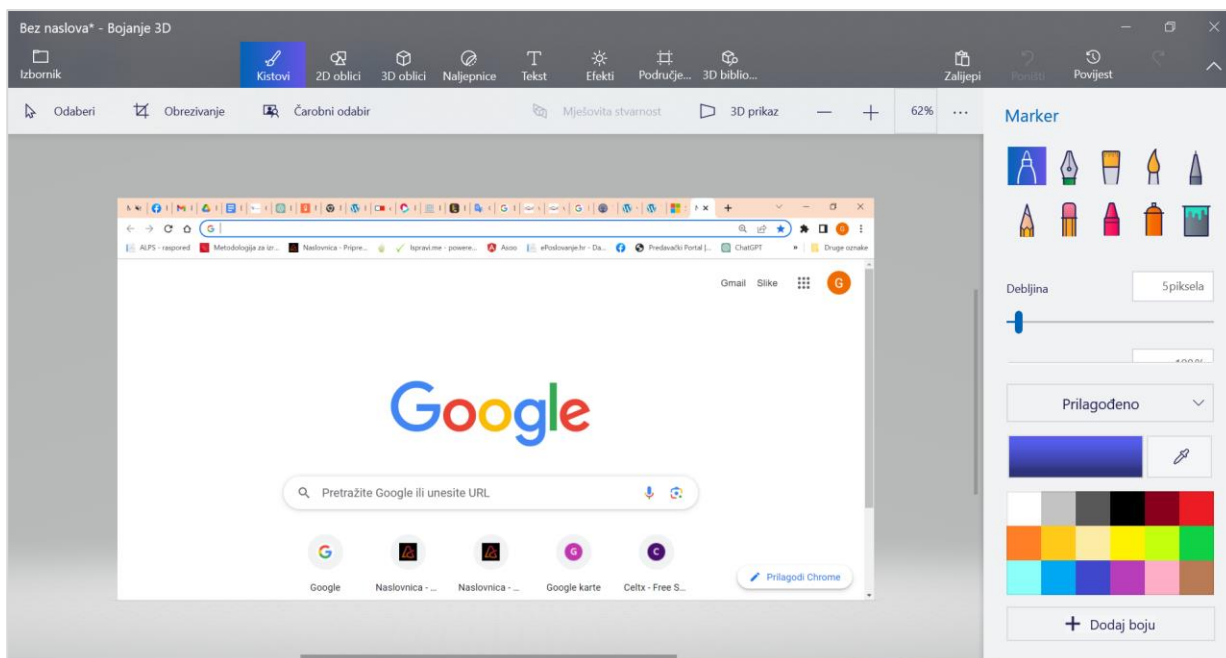 Bez naslova* - Bojanje 3D
Izbornik
Kistovi
2D oblici
3D oblici
Naljepnice
Tekst
Efekti
Područje...
3D biblio...
Zalijepi
Poništi
Povijest
Odaberi
Obrezivanje
Čarobni odabir
Mješovita stvarnost
3D prikaz
62%
Marker
Debljina
5piksela
Prilagođeno
Dodaj boju
ALPS - raspored
Metodologija za izr...
Naslovnica - Pripre...
Ispravi.me - powere...
Asoo
ePoslovanje.hr - Da...
Predavački Portal |...
ChatGPT
Druge oznake
Gmail Slike
G
Google
Pretražite Google ili unesite URL
G
C
Google
Naslovnica - ...
Naslovnica - ...
Google karte
Celtx - Free S...
Prilagodi Chrome